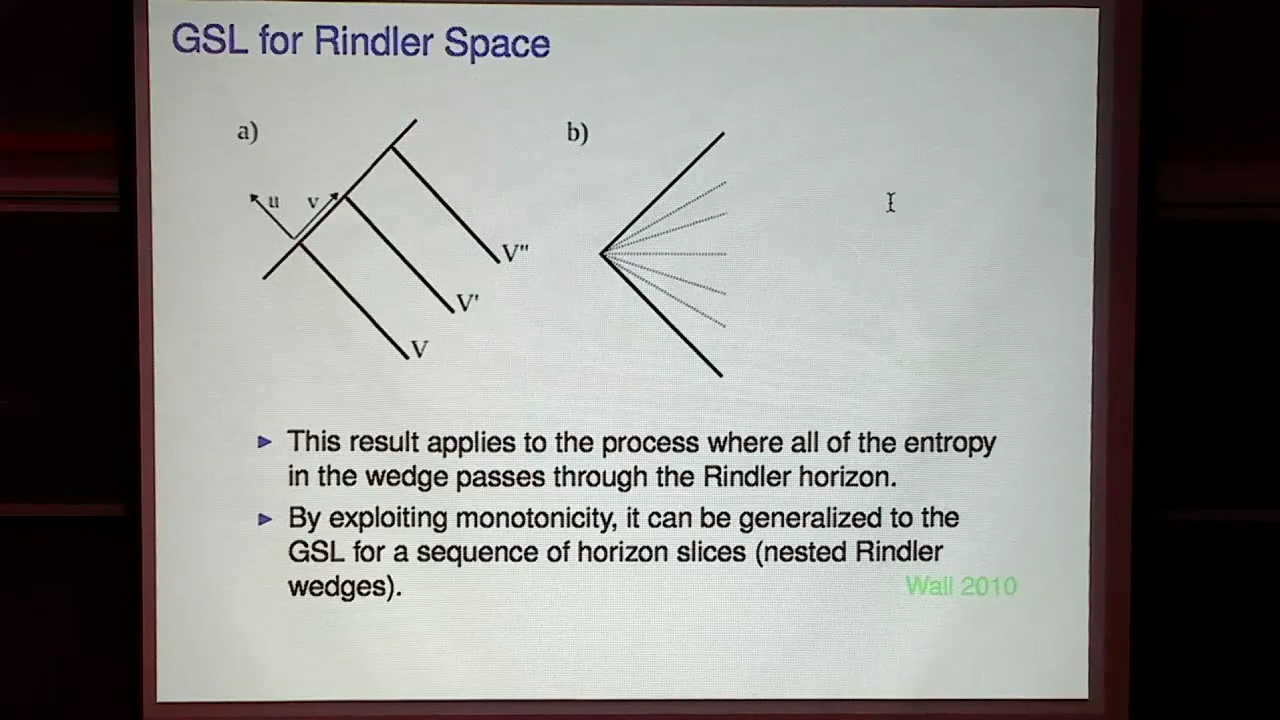 GSL for Rindler Space
a)
b)
u
v
V"
V'
V
This result applies to the process where all of the entropy
in the wedge passes through the Rindler horizon.
By exploiting monotonicity, it can be generalized to the
GSL for a sequence of horizon slices (nested Rindler
wedges).
Wall 2010